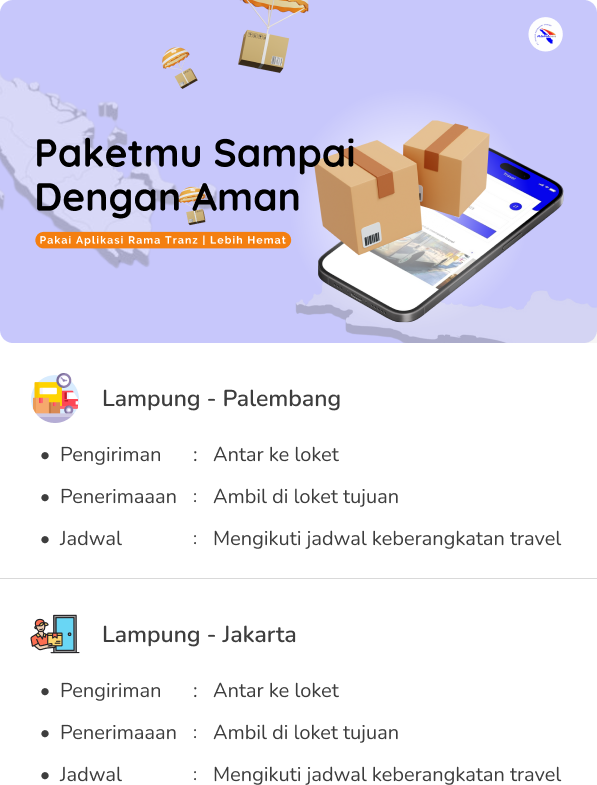 Paketmu Sampai
Dengan Aman
Pakai Aplikasi Rama Tranz | Lebih Hemat
Lampung - Palembang
• Pengiriman : Antar ke loket
• Penerimaaan : Ambil di loket tujuan
• Jadwal : Mengikuti jadwal keberangkatan travel
Lampung - Jakarta
• Pengiriman : Antar ke loket
• Penerimaaan : Ambil di loket tujuan
• Jadwal : Mengikuti jadwal keberangkatan travel